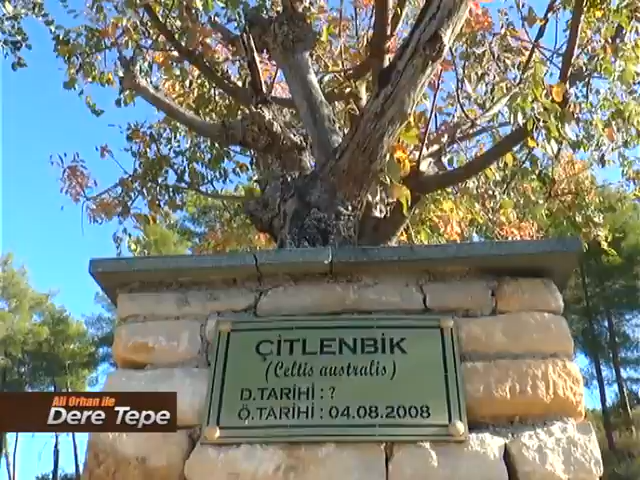 ÇİTLENBİK
(Celtis australis)
D.TARİHİ : ?
Ö.TARİHİ : 04.08.2008
Ali Orhan ile
Dere Tepe